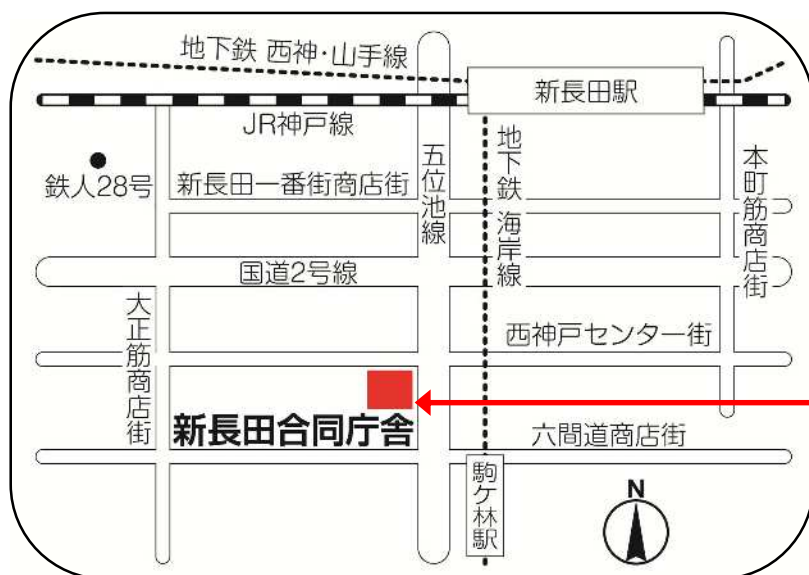 地下鉄 西神・山手線
新長田駅
JR神戸線
鉄人28号
新長田一番街商店街
五位池線
地下鉄 海岸線
本町筋商店街
国道2号線
大正筋商店街
西神戸センター街
新長田合同庁舎
六間道商店街
駒ケ林駅
N